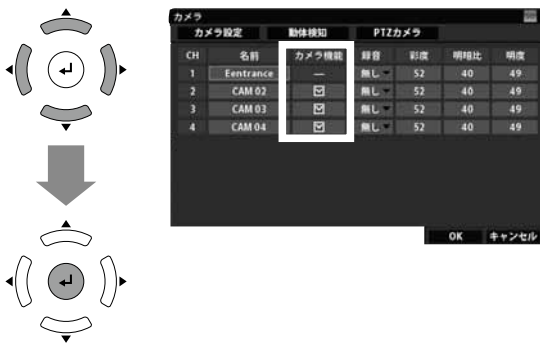 カメラ
カメラ設定 動体検知 PTZカメラ
CH 名前 カメラ機能 録音 彩度 明暗比 明度
1 Eentrance — 無し 52 40 49
2 CAM 02 無し 52 40 49
3 CAM 03 無し 52 40 49
4 CAM 04 無し 52 40 49
OK キャンセル